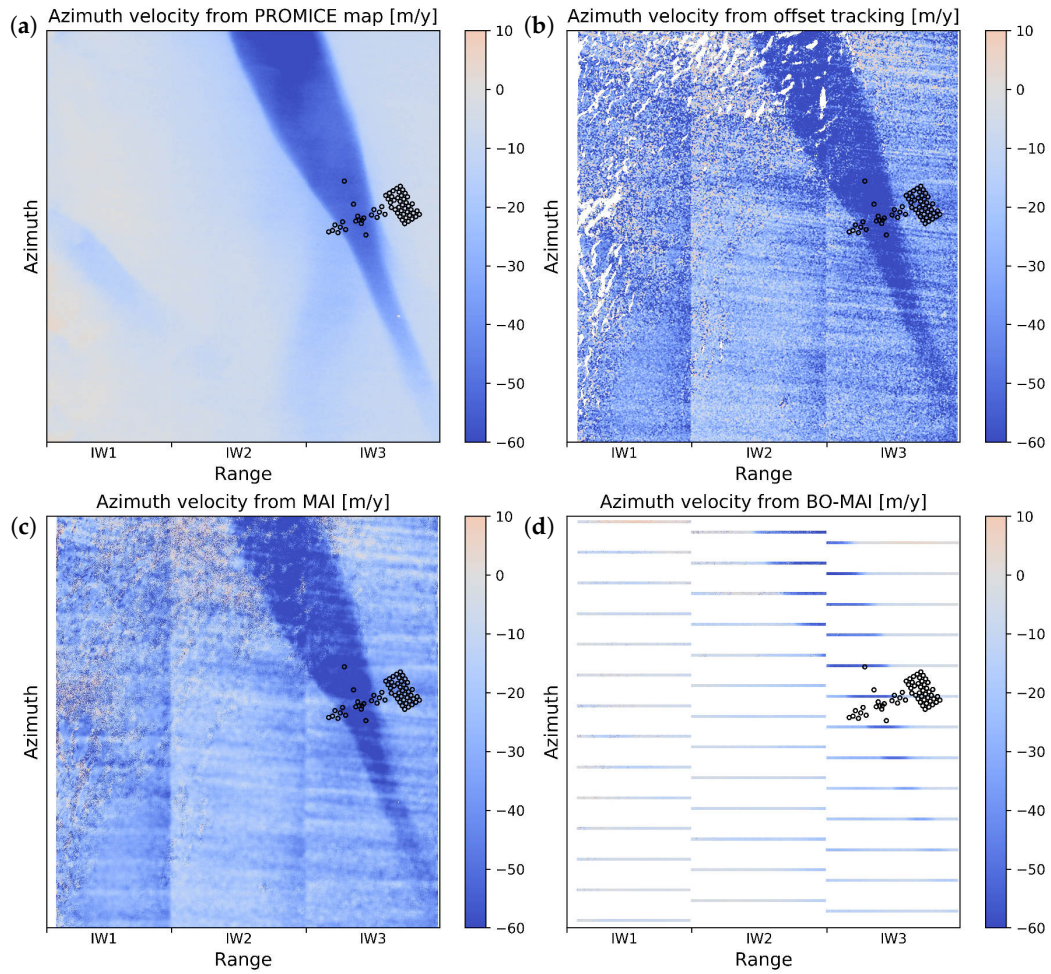 (a) Azimuth velocity from PROMICE map [m/y]
10
0
−10
−20
−30
−40
−50
−60
Azimuth
IW1 IW2 IW3
Range
(b) Azimuth velocity from offset tracking [m/y]
10
0
−10
−20
−30
−40
−50
−60
Azimuth
IW1 IW2 IW3
Range
(c) Azimuth velocity from MAI [m/y]
10
0
−10
−20
−30
−40
−50
−60
Azimuth
IW1 IW2 IW3
Range
(d) Azimuth velocity from BO-MAI [m/y]
10
0
−10
−20
−30
−40
−50
−60
Azimuth
IW1 IW2 IW3
Range